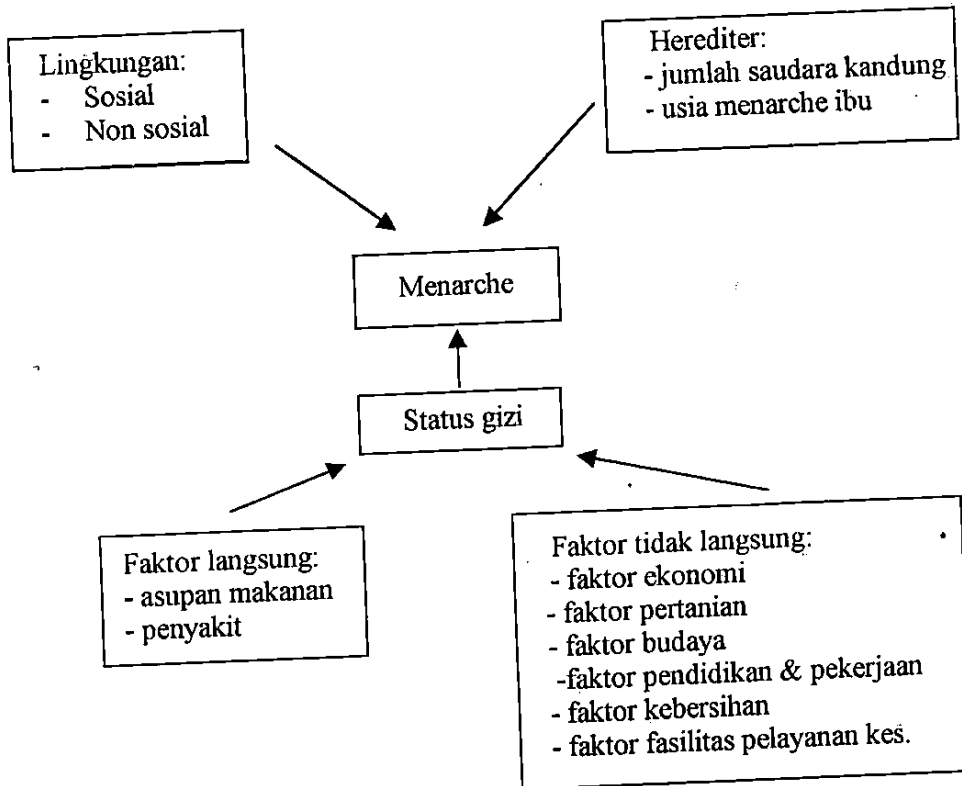 Lingkungan:
- Sosial
- Non sosial
Herediter:
- jumlah saudara kandung
- usia menarche ibu
Menarche
Status gizi
Faktor langsung:
- asupan makanan
- penyakit
Faktor tidak langsung:
- faktor ekonomi
- faktor pertanian
- faktor budaya
-faktor pendidikan & pekerjaan
- faktor kebersihan
- faktor fasilitas pelayanan kes.